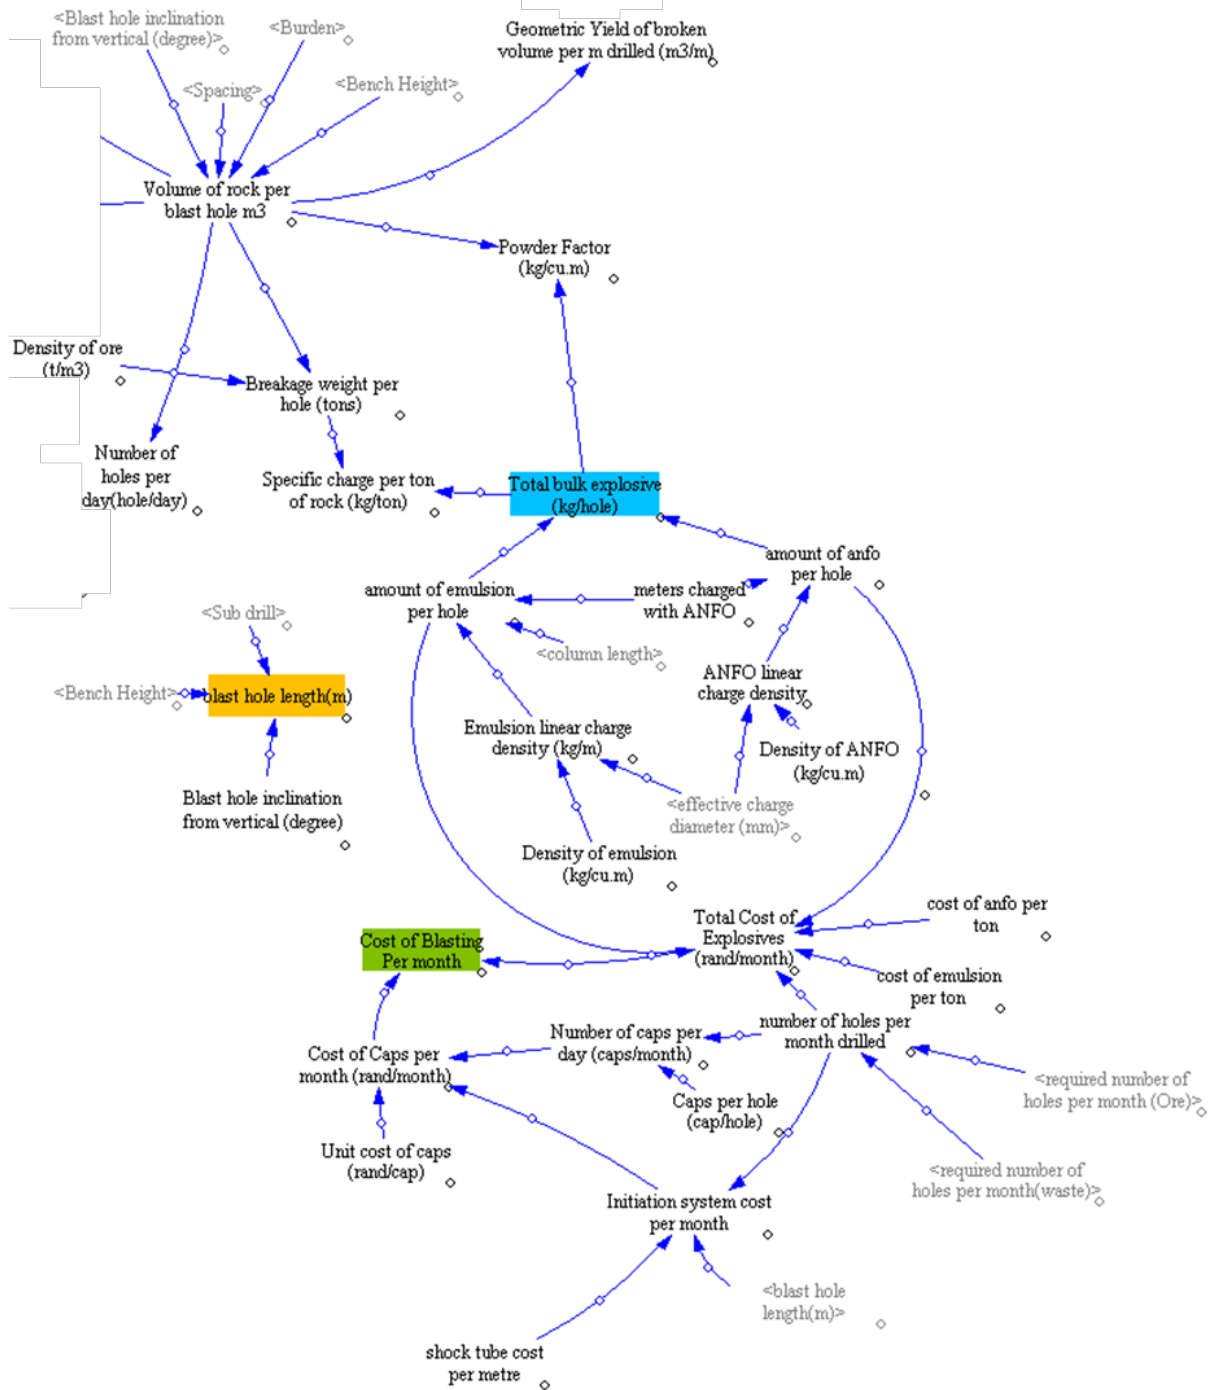 <Blast hole inclination
from vertical (degree)>
<Burden>
Geometric Yield of broken
volume per m drilled (m3/m)
<Spacing>
<Bench Height>
Volume of rock per
blast hole m3
Powder Factor
(kg/cu.m)
Density of ore
(t/m3)
Breakage weight per
hole (tons)
Number of
holes per
day(hole/day)
Specific charge per ton
of rock (kg/ton)
Total bulk explosive
(kg/hole)
amount of anfo
per hole
amount of emulsion
per hole
meters charged
with ANFO
<Sub drill>
<column length>
<Bench Height>
blast hole length(m)
ANFO linear
charge density
Emulsion linear charge
density (kg/m)
Density of ANFO
(kg/cu.m)
Blast hole inclination
from vertical (degree)
<effective charge
diameter (mm)>
Density of emulsion
(kg/cu.m)
Total Cost of
Explosives
(rand/month)
cost of anfo per
ton
Cost of Blasting
Per month
cost of emulsion
per ton
Number of caps per
day (caps/month)
number of holes per
month drilled
Cost of Caps per
month (rand/month)
<required number of
holes per month (Ore)>
Caps per hole
(cap/hole)
Unit cost of caps
(rand/cap)
<required number of
holes per month(waste)>
Initiation system cost
per month
<blast hole
length(m)>
shock tube cost
per metre